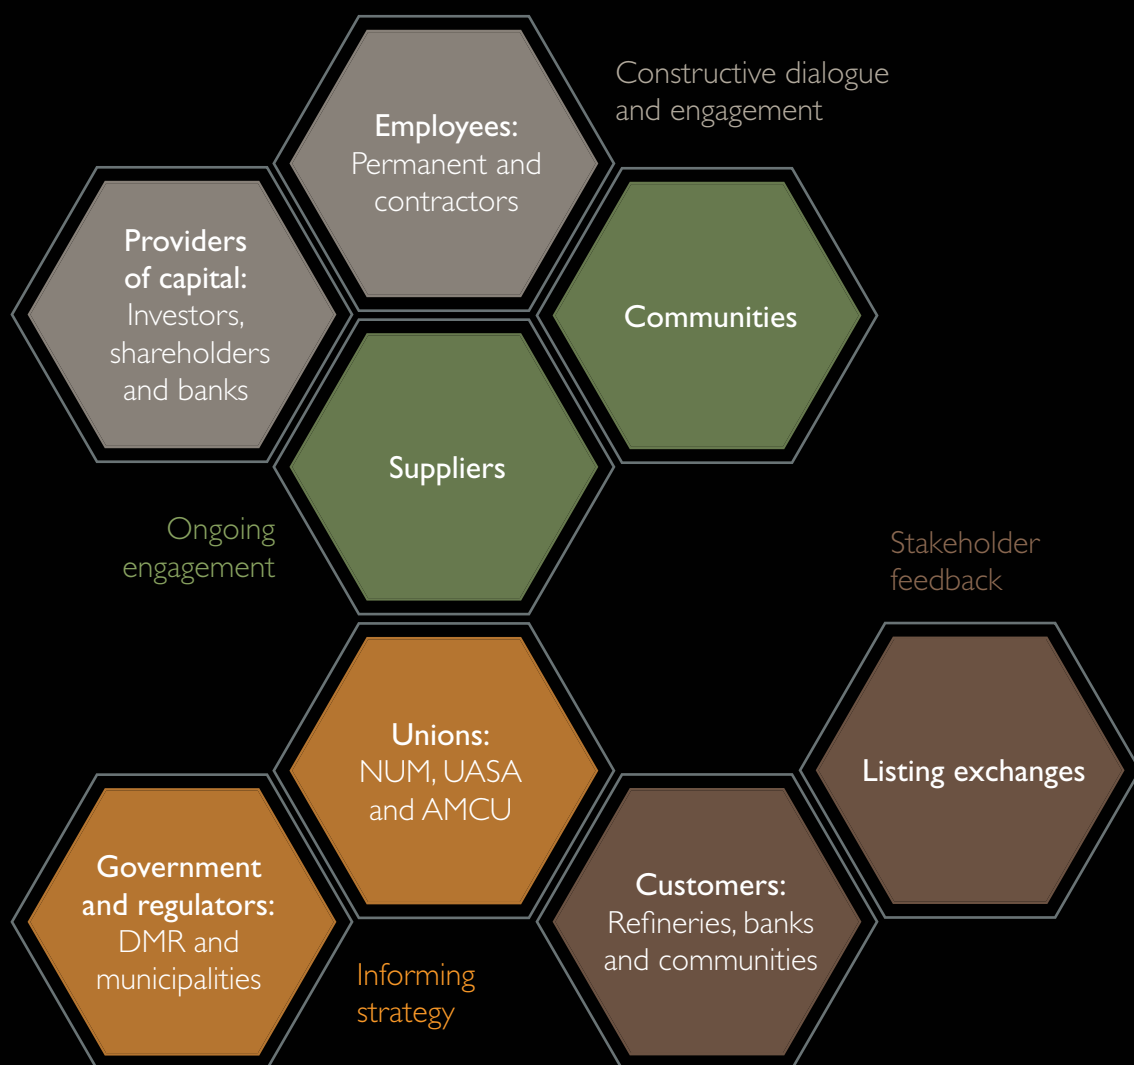 Constructive dialogue
and engagement
Employees:
Permanent and
contractors
Providers
of capital:
Investors,
shareholders
and banks
Communities
Suppliers
Ongoing
engagement
Stakeholder
feedback
Unions:
NUM, UASA
and AMCU
Listing exchanges
Government
and regulators:
DMR and
municipalities
Customers:
Refineries, banks
and communities
Informing
strategy